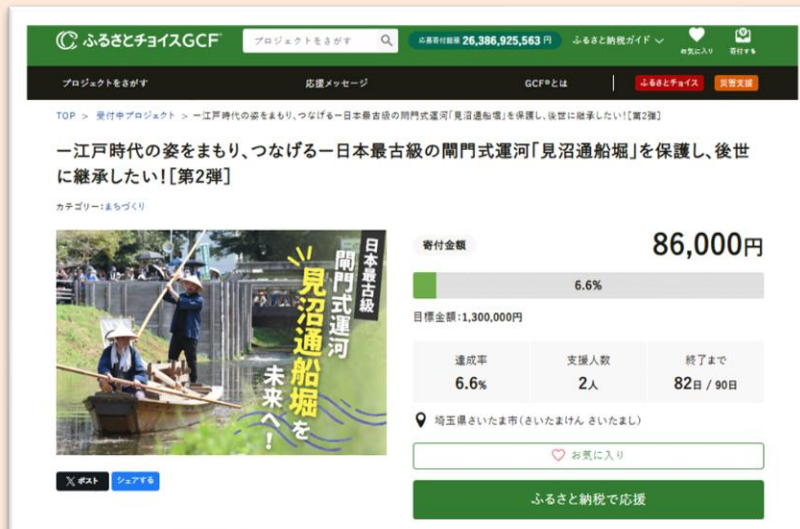 ふるさとチョイスGCF
プロジェクトをさがす
応募寄付総額 26,386,925,563 円
ふるさと納税ガイド
お気に入り
寄付する
プロジェクトをさがす
応援メッセージ
GCF®とは
ふるさとチョイス
災害支援
TOP > 受付中プロジェクト > ー江戸時代の姿をまもり、つなげるー日本最古級の閘門式運河「見沼通船堀」を保護し、後世に継承したい！[第2弾]
ー江戸時代の姿をまもり、つなげるー日本最古級の閘門式運河「見沼通船堀」を保護し、後世
に継承したい！[第2弾]
カテゴリー：まちづくり
日本最古級
閘門式運河
見沼通船堀を
未来へ！
ポスト
シェアする
寄付金額
86,000円
6.6%
目標金額：1,300,000円
達成率
6.6%
支援人数
2人
終了まで
82日 / 90日
埼玉県さいたま市（さいたまけん さいたまし）
お気に入り
ふるさと納税で応援